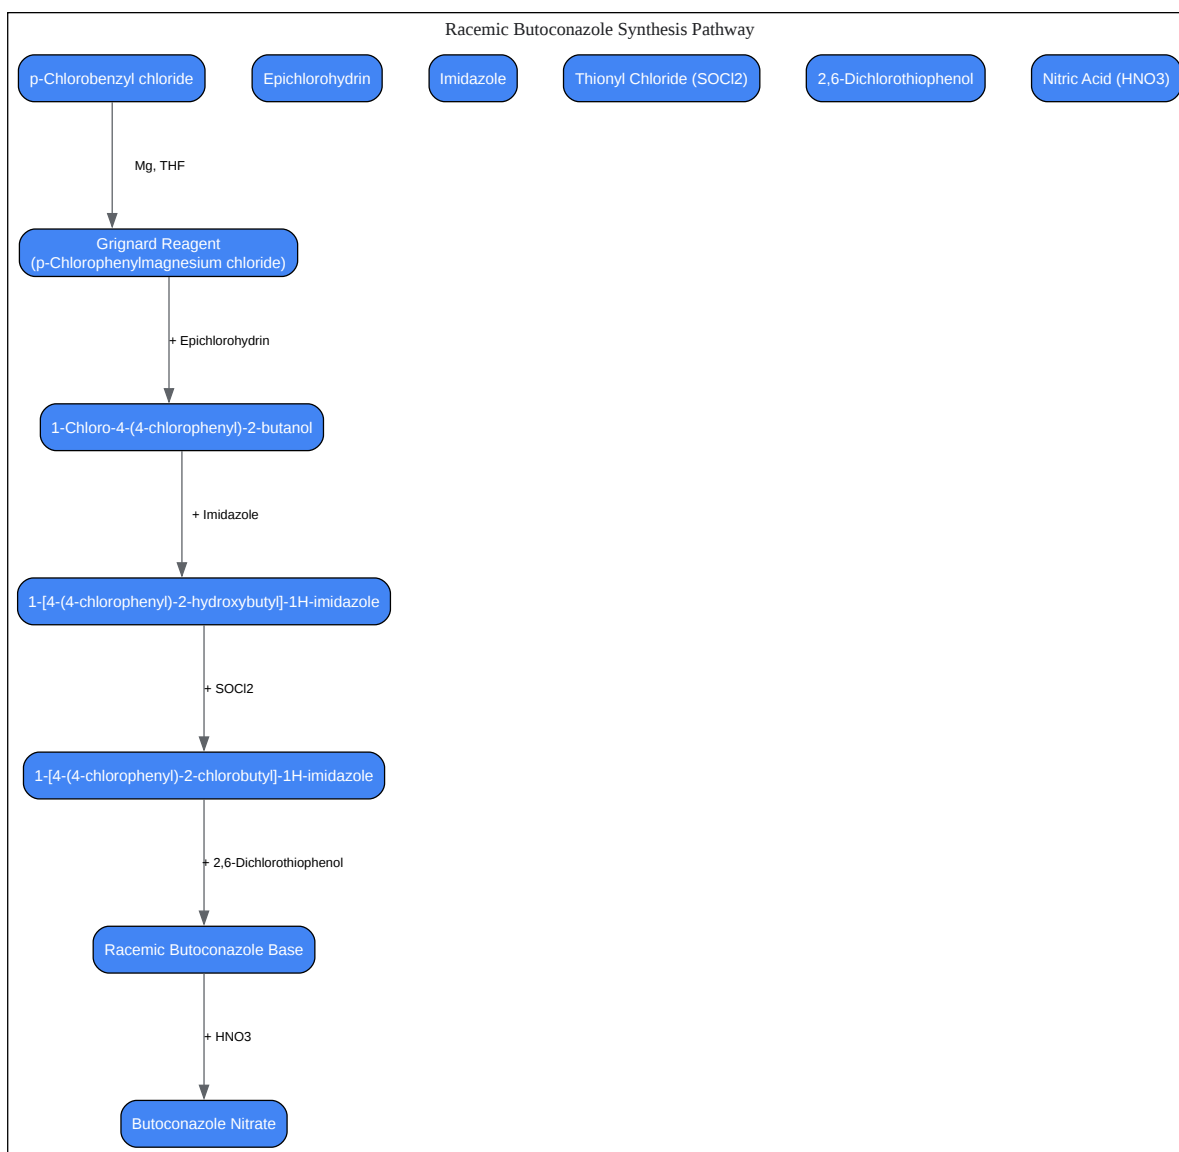 Racemic Butoconazole Synthesis Pathway
p-Chlorobenzyl chloride
Epichlorohydrin
Imidazole
Thionyl Chloride (SOCl2)
2,6-Dichlorothiophenol
Nitric Acid (HNO3)
Mg, THF
Grignard Reagent
(p-Chlorophenylmagnesium chloride)
+ Epichlorohydrin
1-Chloro-4-(4-chlorophenyl)-2-butanol
+ Imidazole
1-[4-(4-chlorophenyl)-2-hydroxybutyl]-1H-imidazole
+ SOCl2
1-[4-(4-chlorophenyl)-2-chlorobutyl]-1H-imidazole
+ 2,6-Dichlorothiophenol
Racemic Butoconazole Base
+ HNO3
Butoconazole Nitrate